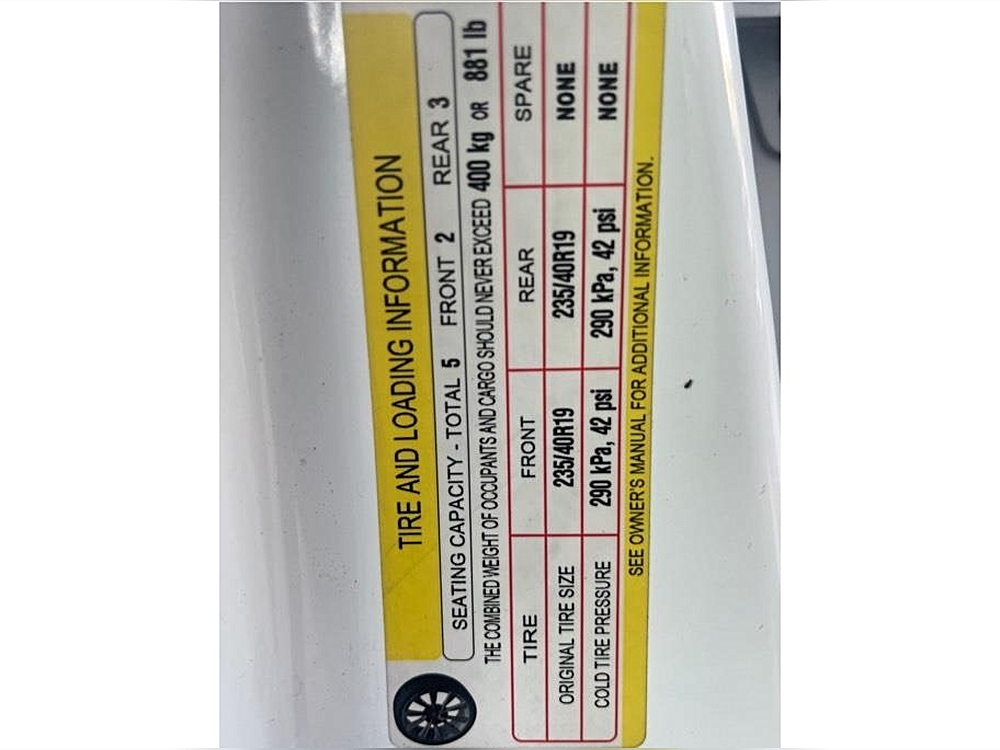 TIRE AND LOADING INFORMATION
SEATING CAPACITY - TOTAL 5 FRONT 2 REAR 3
THE COMBINED WEIGHT OF OCCUPANTS AND CARGO SHOULD NEVER EXCEED 400 kg OR 881 lb
TIRE FRONT REAR SPARE
ORIGINAL TIRE SIZE 235/40R19 235/40R19 NONE
COLD TIRE PRESSURE 290 kPa, 42 psi 290 kPa, 42 psi NONE
SEE OWNER'S MANUAL FOR ADDITIONAL INFORMATION.